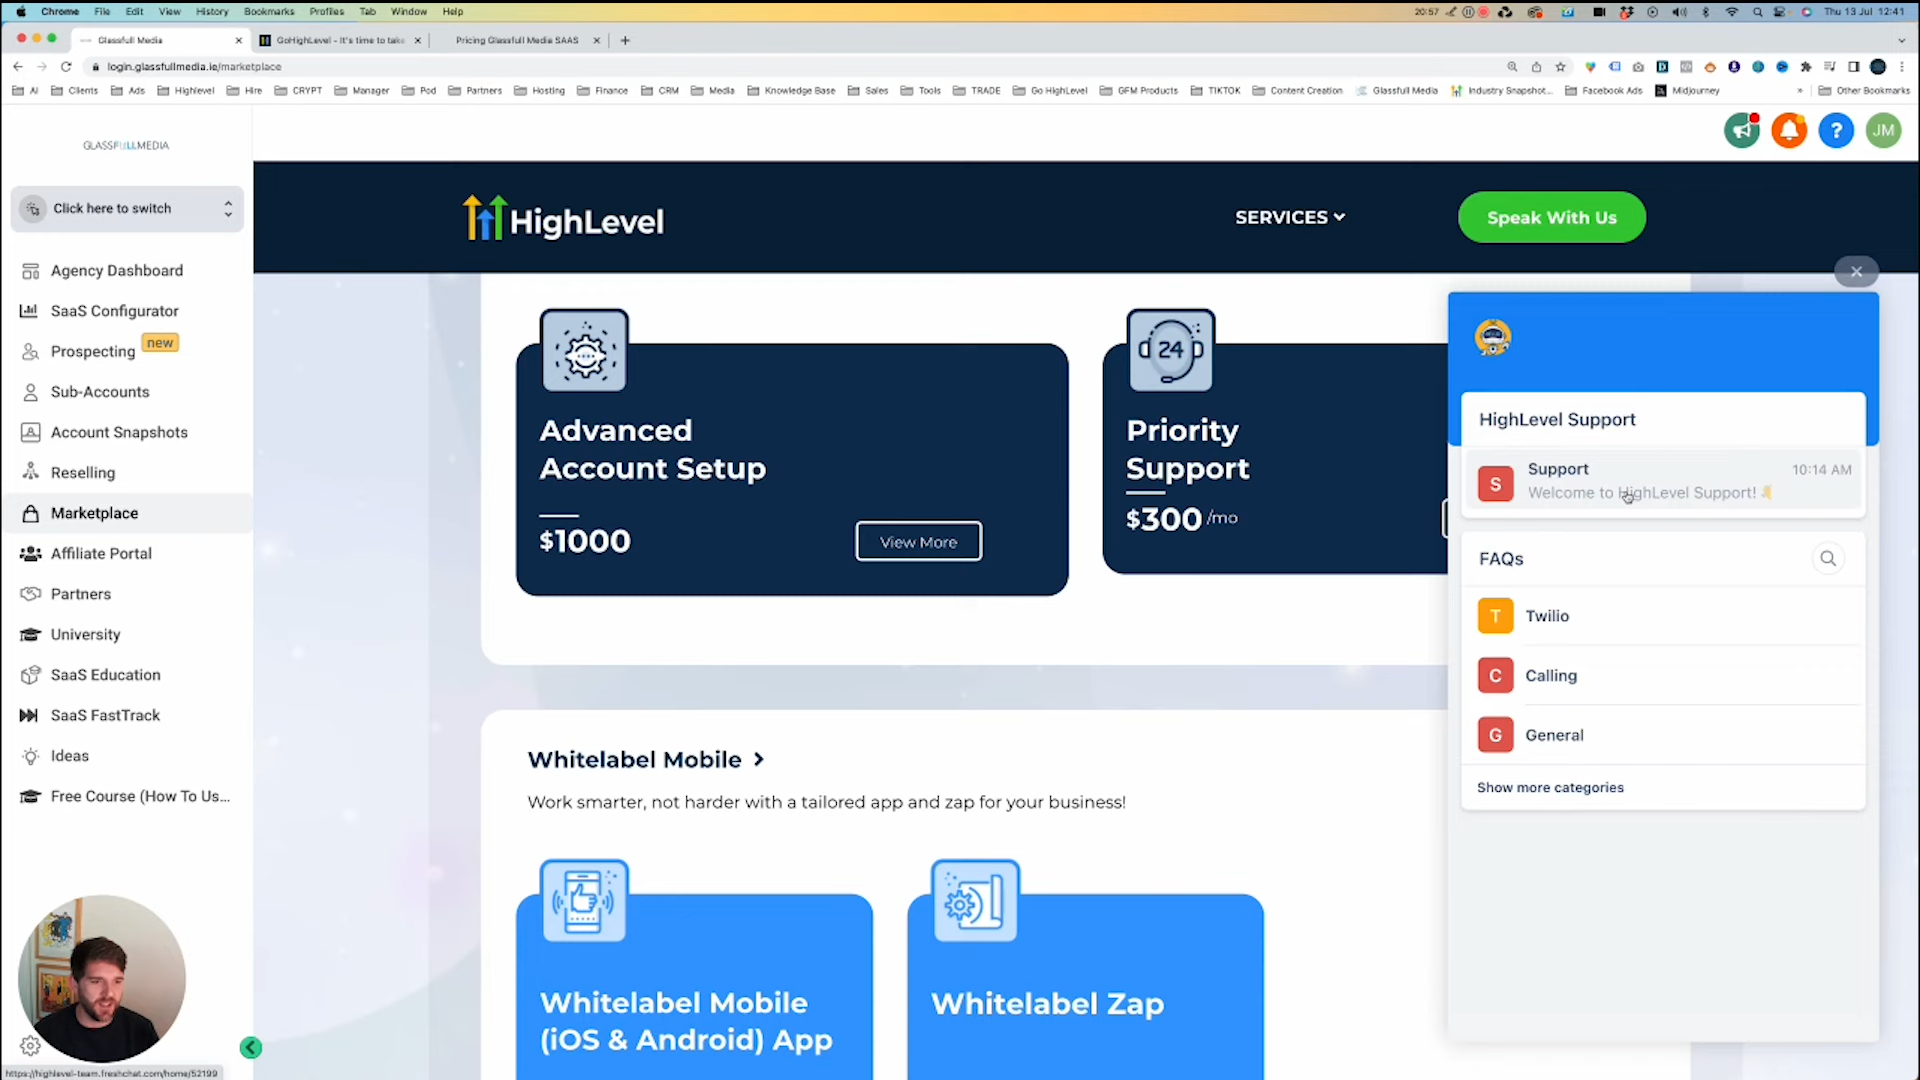 Chrome File Edit View History Bookmarks Profiles Tab Window Help
20:57 Thu 13 Jul 12:41
Glassfull Media
GoHighLevel - It's time to take
Pricing Glassfull Media SAAS
login.glassfullmedia.ie/marketplace
AI Clients Ads Highlevel Hire CRYPT Manager Pod Partners Hosting Finance CRM Media Knowledge Base Sales Tools TRADE Go HighLevel GFM Products TIKTOK Content Creation Glassfull Media Industry Snapshot... Facebook Ads Midjourney » Other Bookmarks
GLASSFULLMEDIA
JM
Click here to switch
Agency Dashboard
SaaS Configurator
Prospecting new
Sub-Accounts
Account Snapshots
Reselling
Marketplace
Affiliate Portal
Partners
University
SaaS Education
SaaS FastTrack
Ideas
Free Course (How To Us...
HighLevel
SERVICES
Speak With Us
Advanced
Account Setup
$1000
View More
24
Priority
Support
$300 /mo
Whitelabel Mobile
Work smarter, not harder with a tailored app and zap for your business!
Whitelabel Mobile
(iOS & Android) App
Whitelabel Zap
HighLevel Support
S
Support
10:14 AM
Welcome to HighLevel Support!
FAQs
T Twilio
C Calling
G General
Show more categories
https://highlevel-team.freshchat.com/home/52199